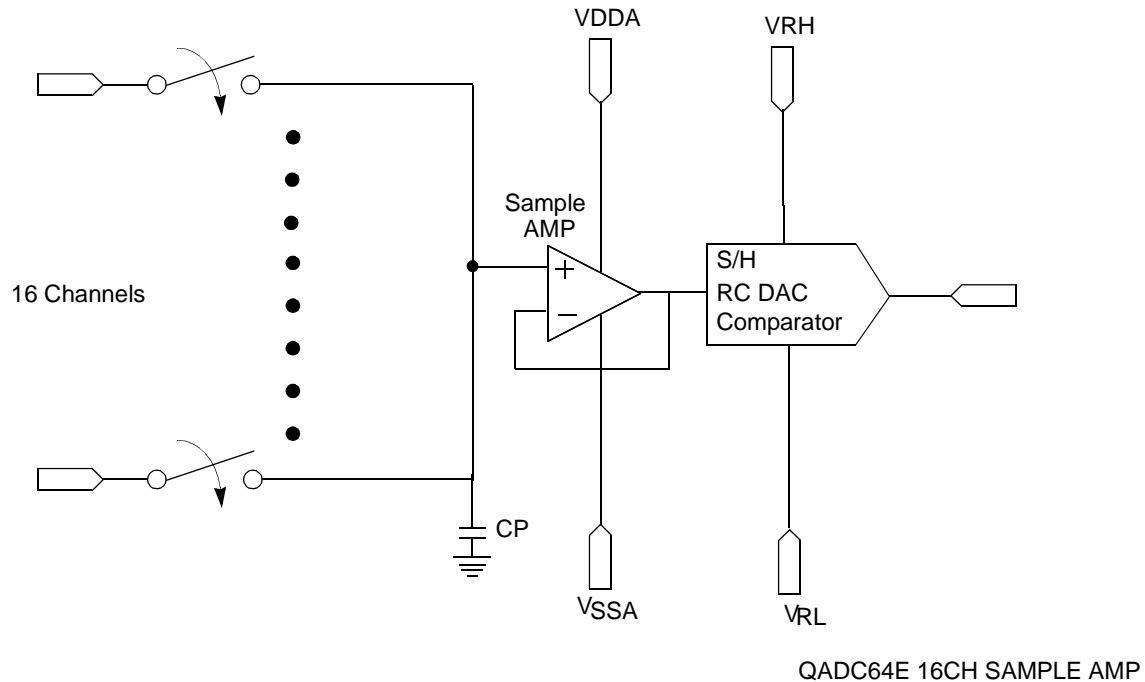 VDDA
VRH
Sample
AMP
S/H
RC DAC
Comparator
16 Channels
CP
VSSA
VRL
QADC64E 16CH SAMPLE AMP